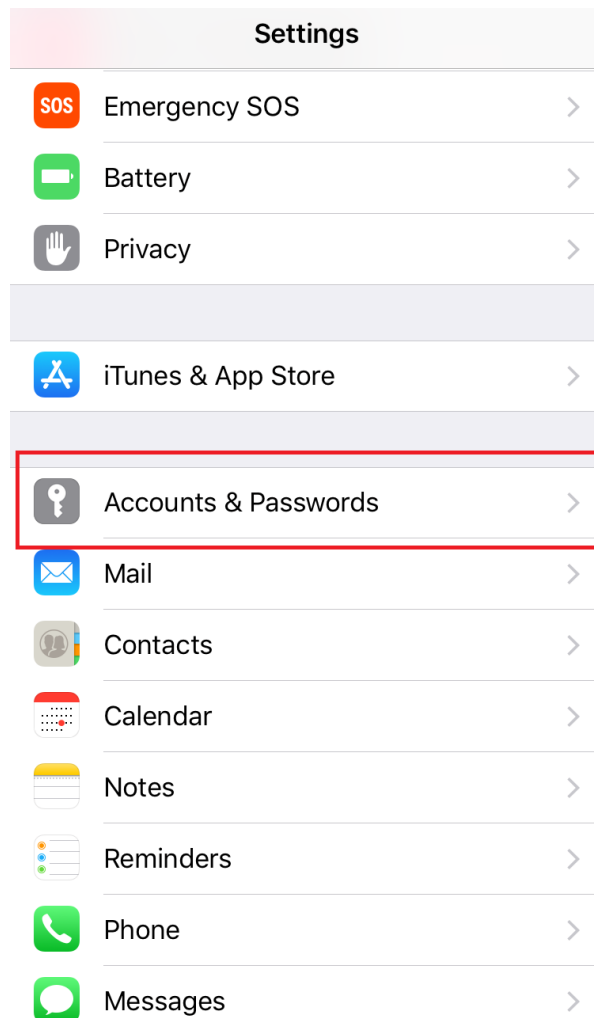 Settings
SOS Emergency SOS
Battery
Privacy
iTunes & App Store
Accounts & Passwords
Mail
Contacts
Calendar
Notes
Reminders
Phone
Messages